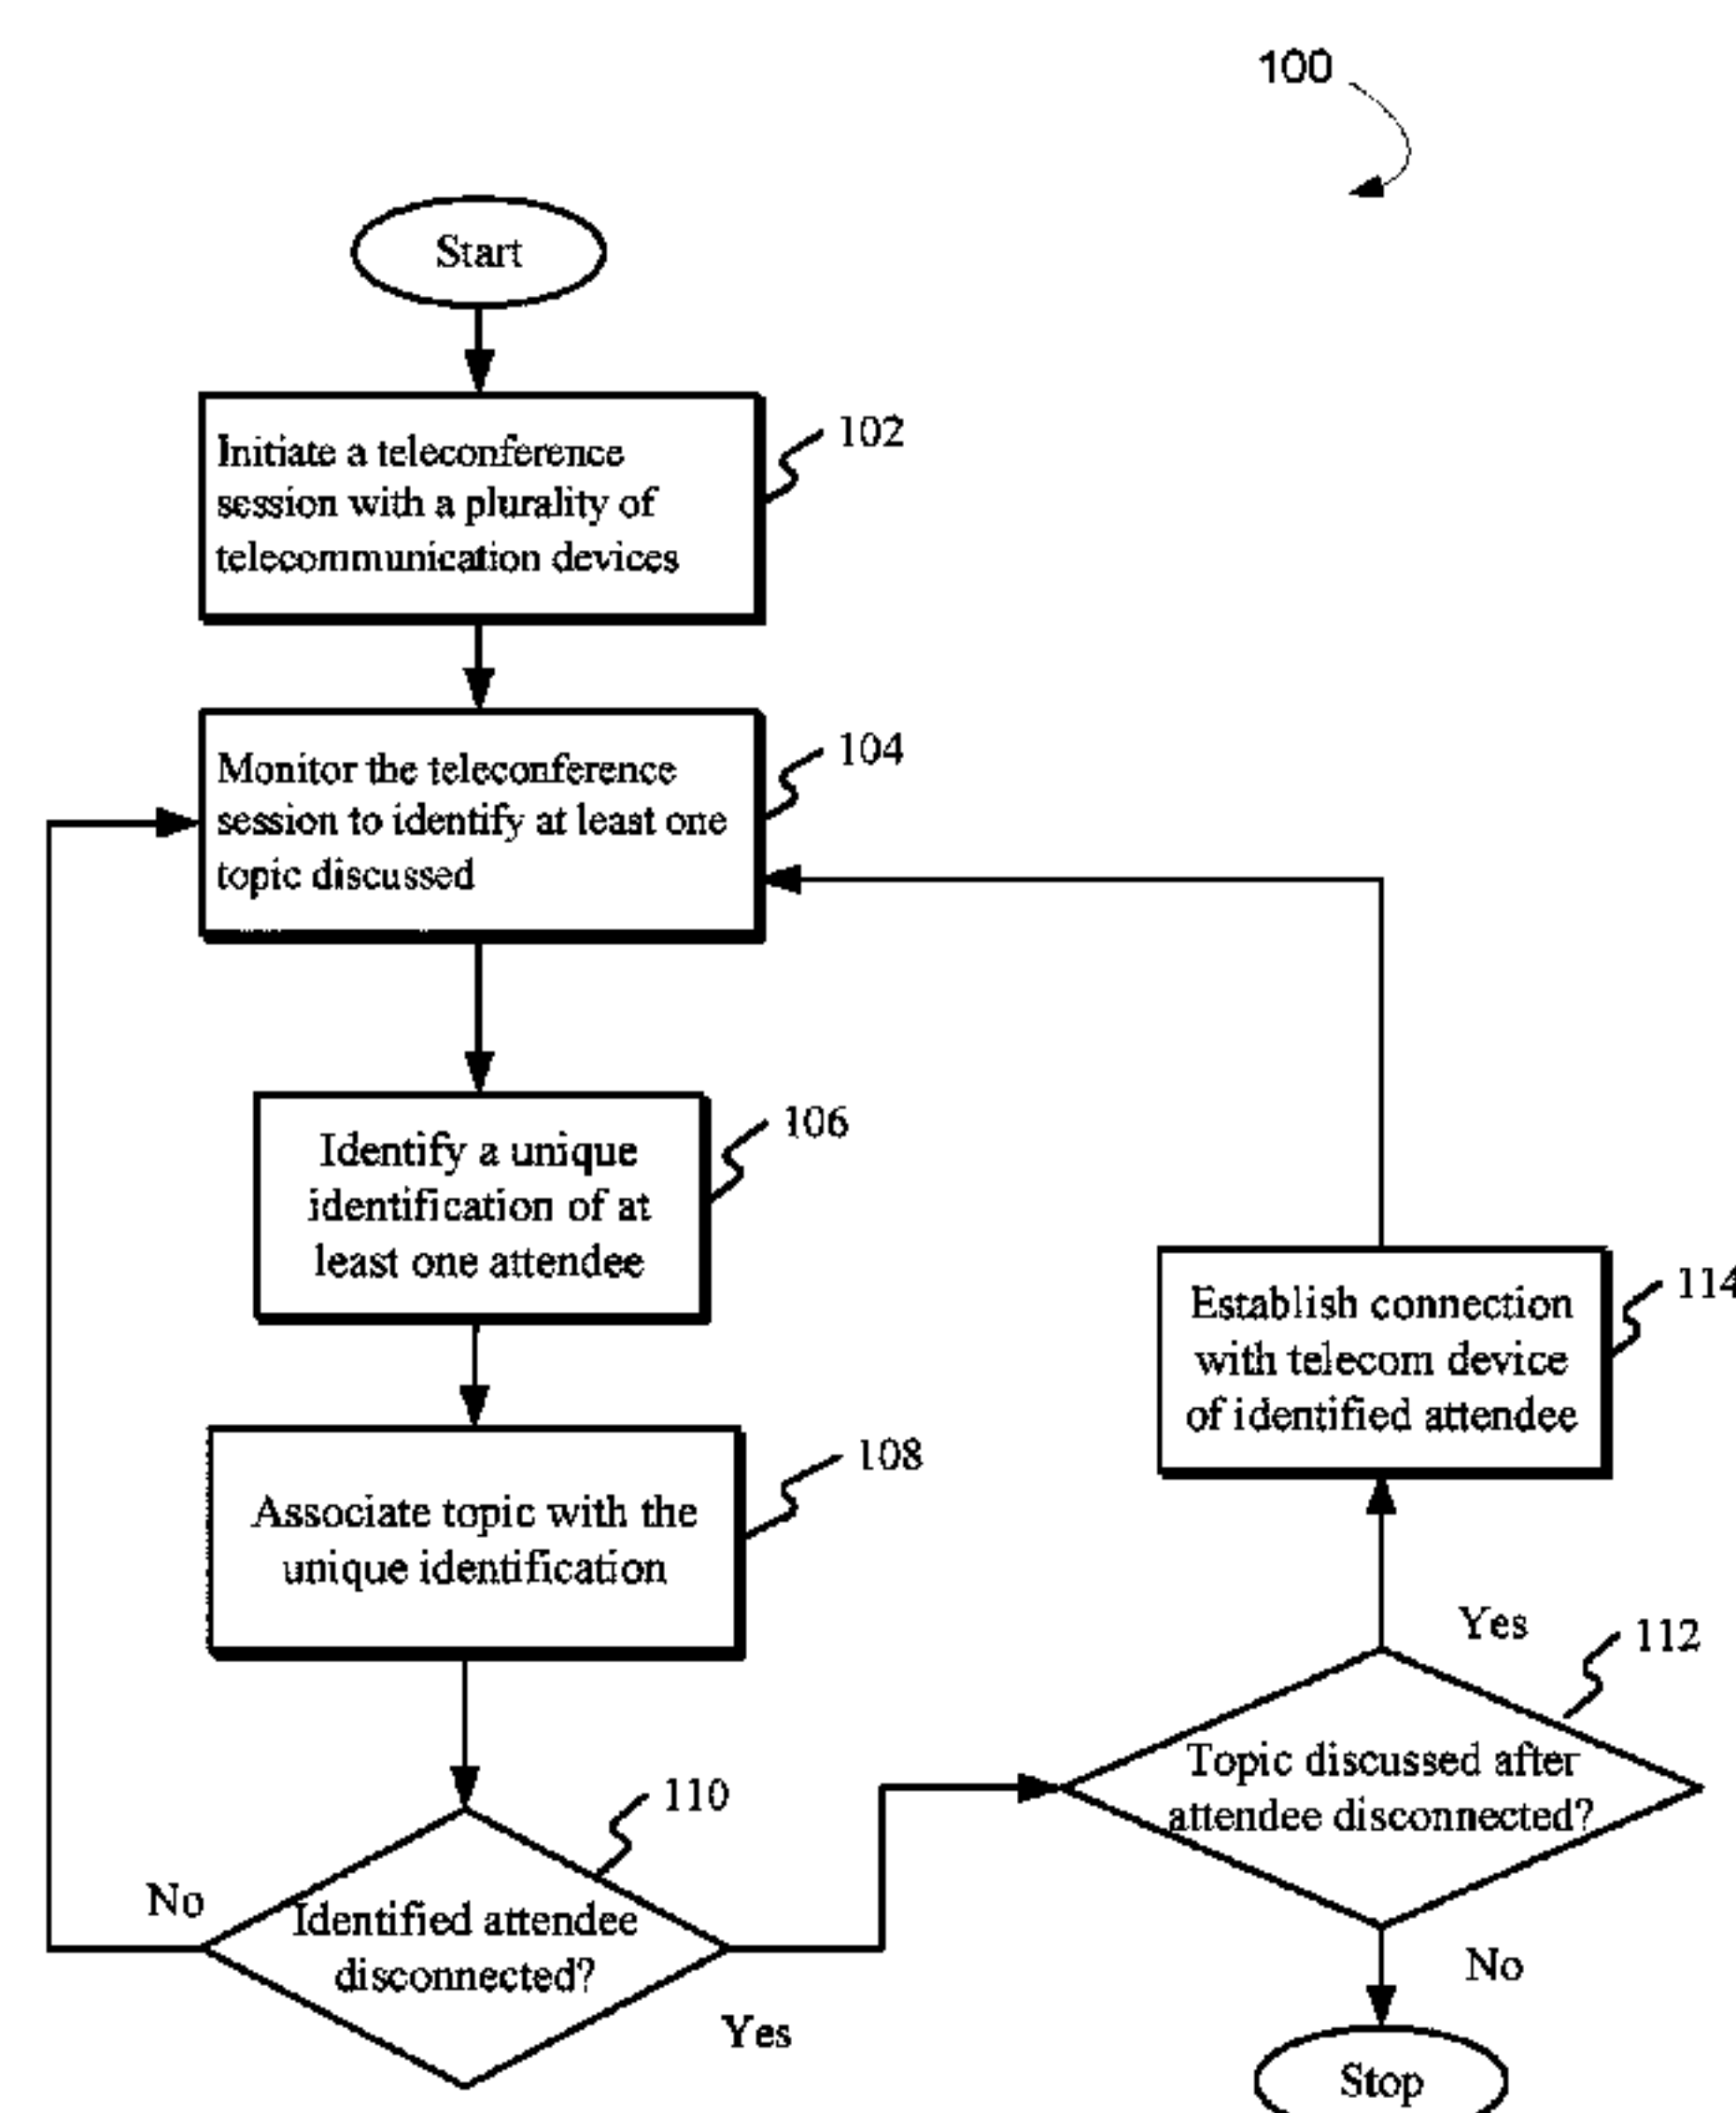 100
Start
Initiate a teleconference
session with a plurality of
telecommunication devices
102
Monitor the teleconference
session to identify at least one
topic discussed
104
Identify a unique
identification of at
least one attendee
106
Associate topic with the
unique identification
108
Identified attendee
disconnected?
110
No
Yes
Topic discussed after
attendee disconnected?
112
Yes
No
Establish connection
with telecom device
of identified attendee
114
Stop